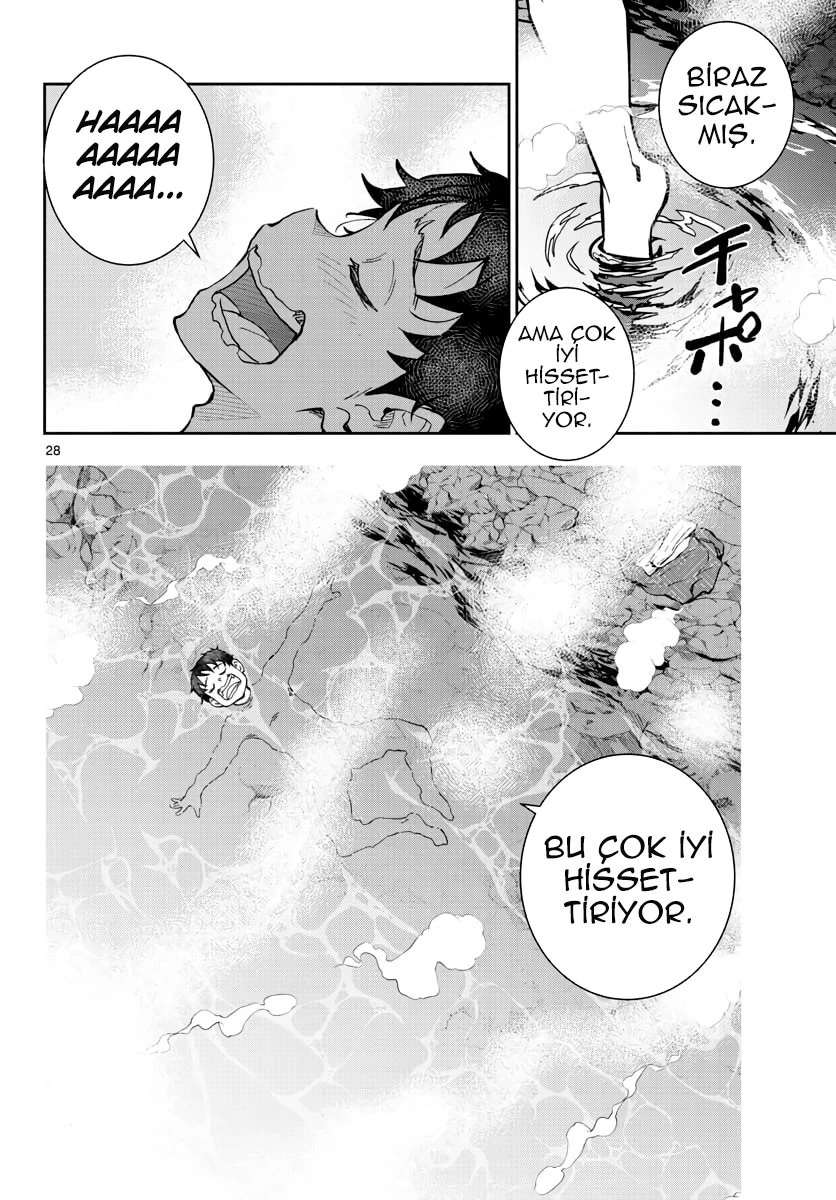 BİRAZ
SICAK-
MIŞ.
チャポ...
AMA ÇOK
İYİ
HİSSET-
TİRİ-
YOR.
HAAAA
AAAAA
AAAA...
28
BU ÇOK İYİ
HİSSET-
TİRİYOR.